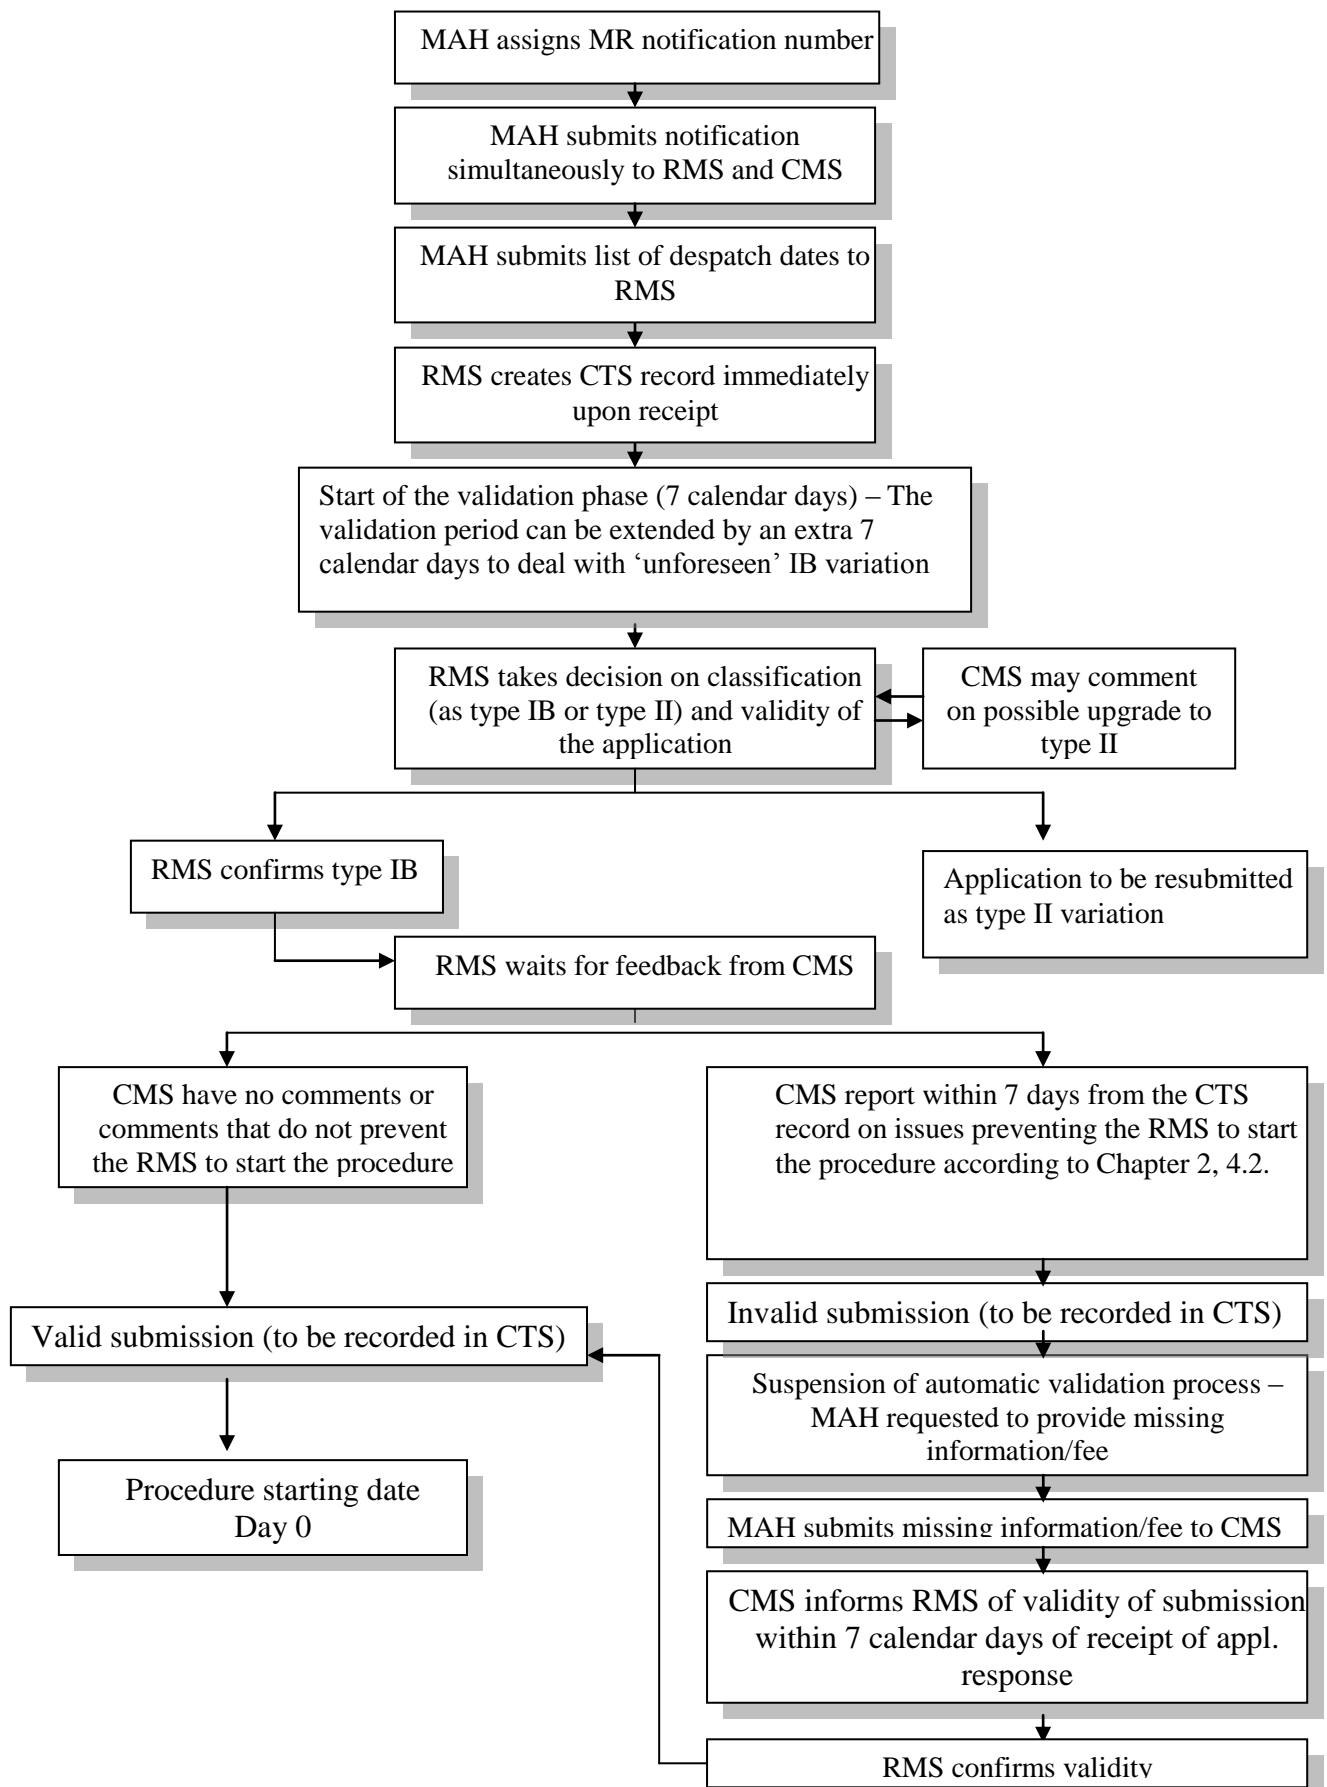 MAH assigns MR notification number
MAH submits notification
simultaneously to RMS and CMS
MAH submits list of despatch dates to
RMS
RMS creates CTS record immediately
upon receipt
Start of the validation phase (7 calendar days) – The
validation period can be extended by an extra 7
calendar days to deal with ‘unforeseen’ IB variation
RMS takes decision on classification
(as type IB or type II) and validity of
the application
CMS may comment
on possible upgrade to
type II
RMS confirms type IB
Application to be resubmitted
as type II variation
RMS waits for feedback from CMS
CMS have no comments or
comments that do not prevent
the RMS to start the procedure
CMS report within 7 days from the CTS
record on issues preventing the RMS to start
the procedure according to Chapter 2, 4.2.
Valid submission (to be recorded in CTS)
Invalid submission (to be recorded in CTS)
Suspension of automatic validation process –
MAH requested to provide missing
information/fee
Procedure starting date
Day 0
MAH submits missing information/fee to CMS
CMS informs RMS of validity of submission
within 7 calendar days of receipt of appl.
response
RMS confirms validity